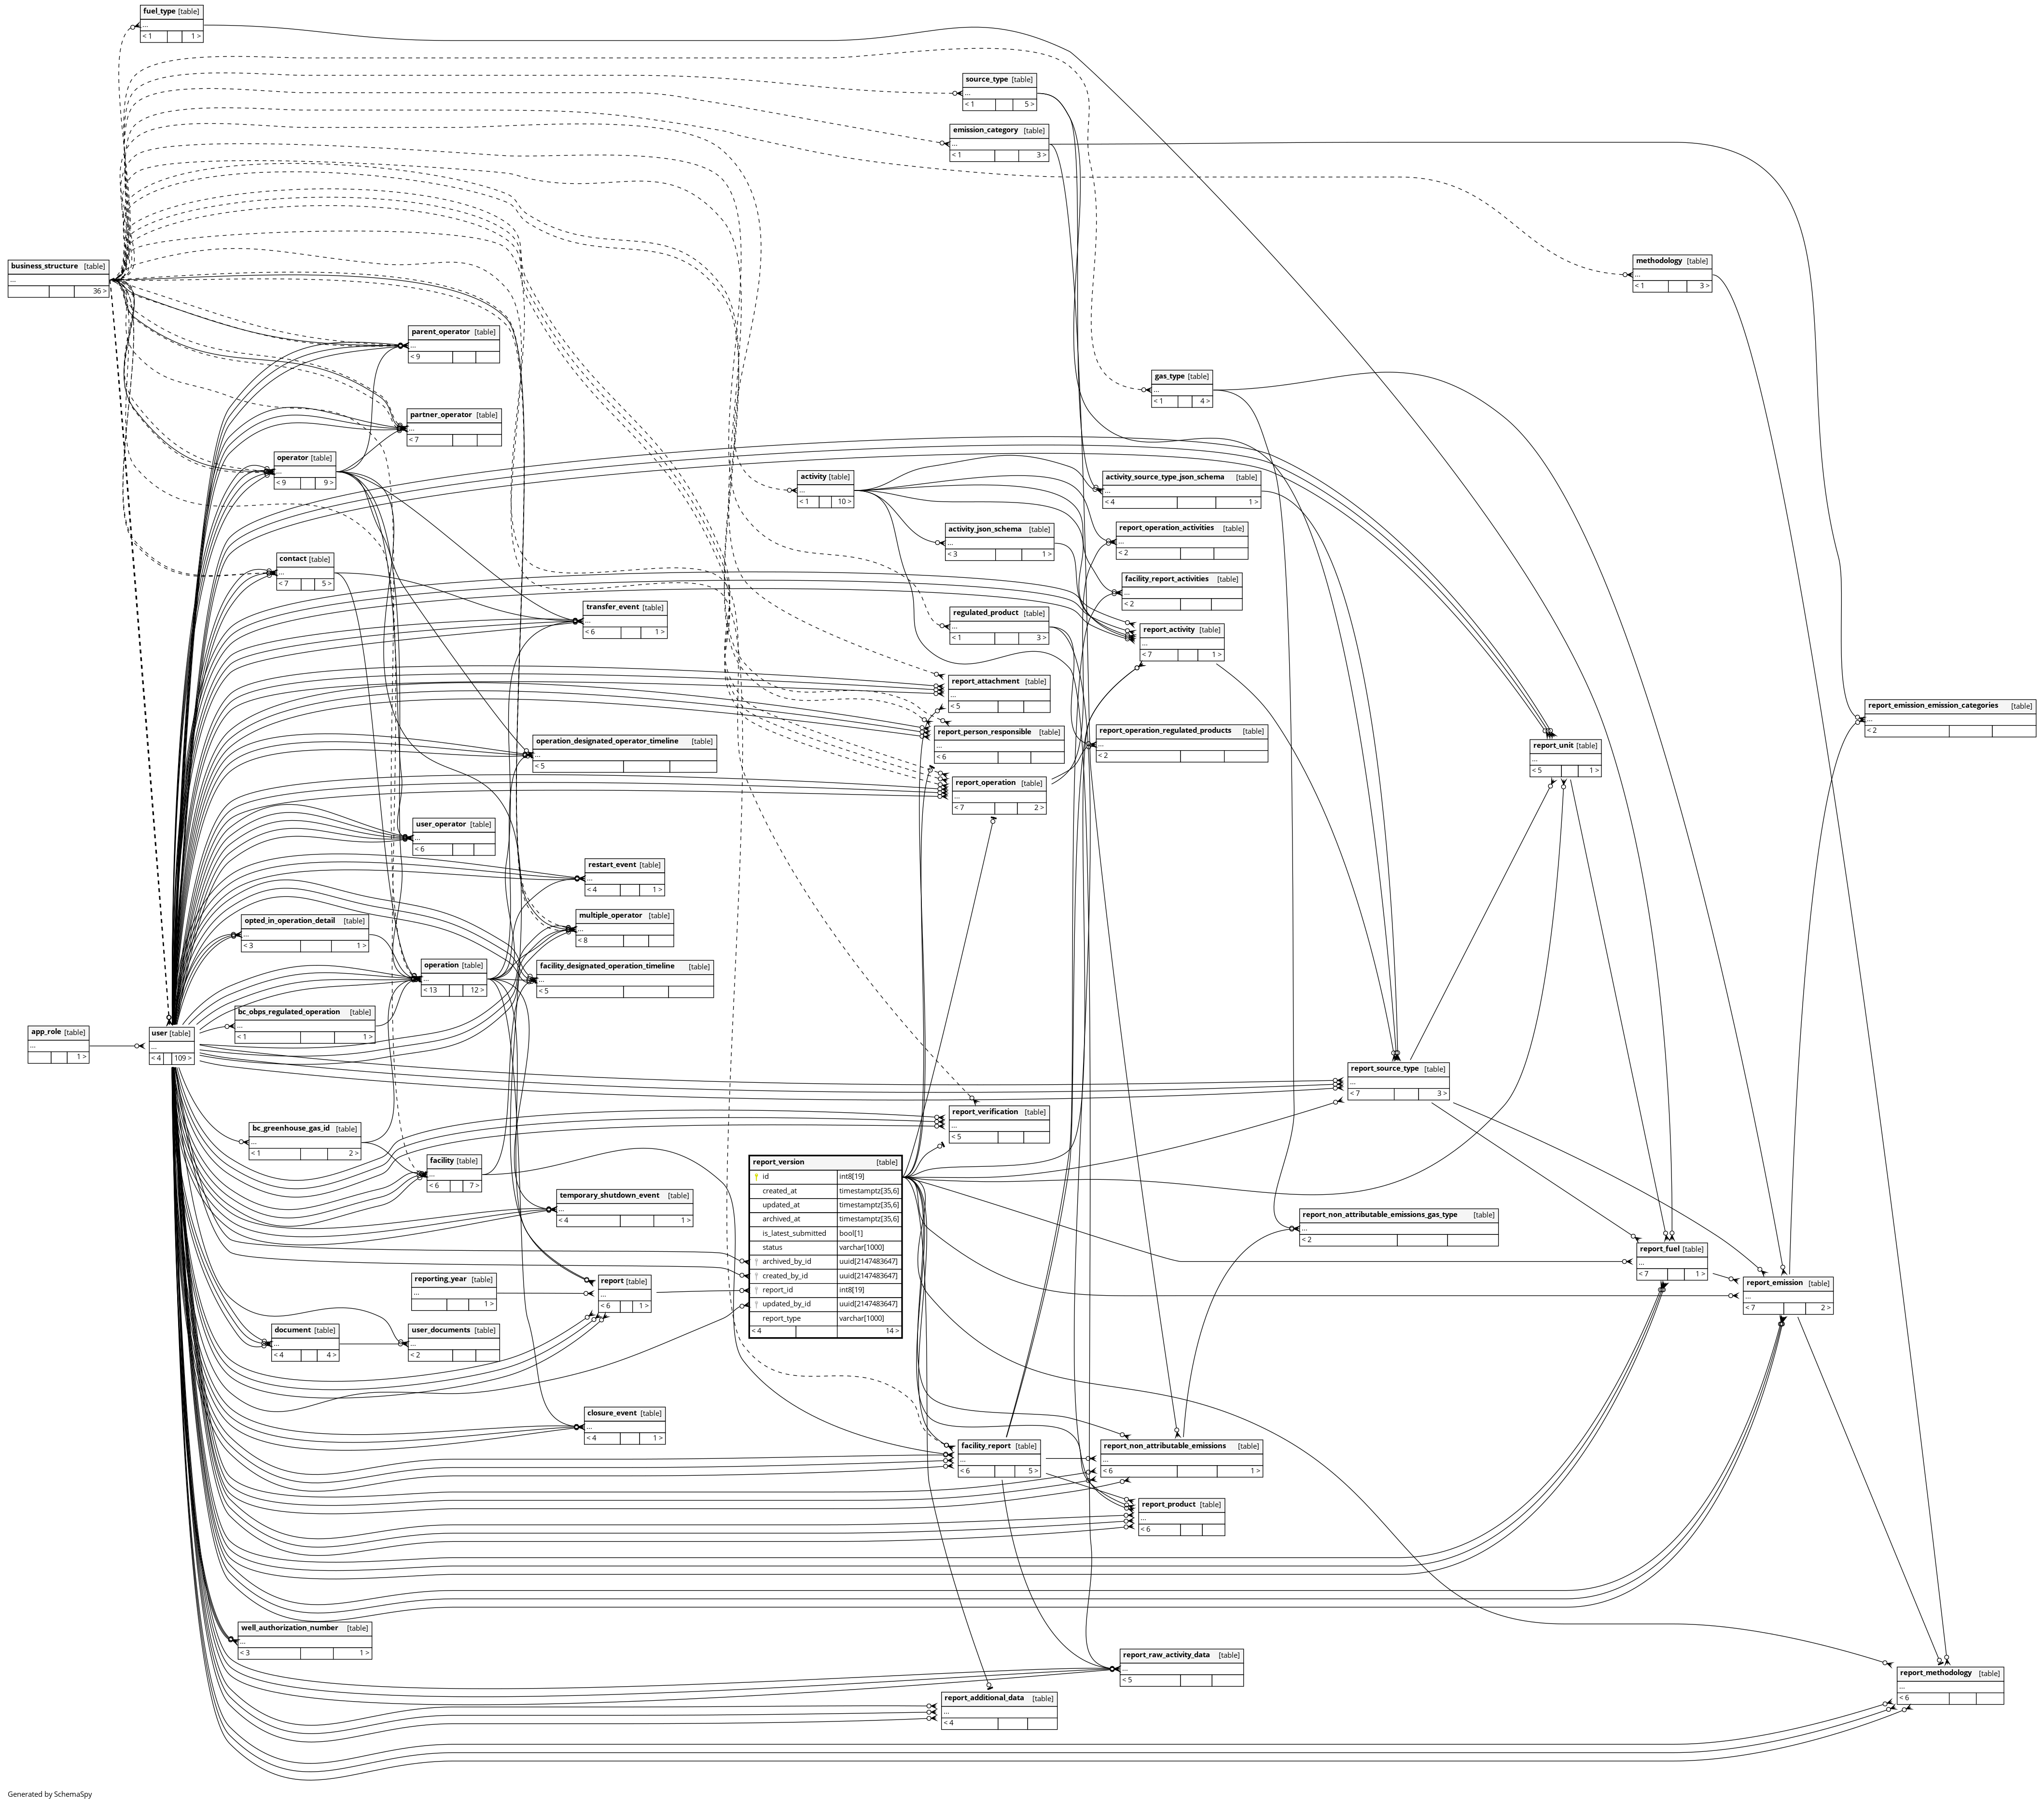 fuel_type [table]
...
< 1 1 >
source_type [table]
...
< 1 5 >
emission_category [table]
...
< 1 3 >
business_structure [table]
...
36 >
methodology [table]
...
< 1 3 >
parent_operator [table]
...
< 9
gas_type [table]
...
< 1 4 >
partner_operator [table]
...
< 7
operator [table]
...
< 9 9 >
activity [table]
...
< 1 10 >
activity_source_type_json_schema [table]
...
< 4 1 >
activity_json_schema [table]
...
< 3 1 >
report_operation_activities [table]
...
< 2
contact [table]
...
< 7 5 >
facility_report_activities [table]
...
< 2
transfer_event [table]
...
< 6 1 >
regulated_product [table]
...
< 1 3 >
report_activity [table]
...
< 7 1 >
report_attachment [table]
...
< 5
report_emission_emission_categories [table]
...
< 2
report_person_responsible [table]
...
< 6
report_operation_regulated_products [table]
...
< 2
operation_designated_operator_timeline [table]
...
< 5
report_unit [table]
...
< 5 1 >
report_operation [table]
...
< 7 2 >
user_operator [table]
...
< 6
restart_event [table]
...
< 4 1 >
opted_in_operation_detail [table]
...
< 3 1 >
multiple_operator [table]
...
< 8
operation [table]
...
< 13 12 >
facility_designated_operation_timeline [table]
...
< 5
bc_obps_regulated_operation [table]
...
< 1 1 >
app_role [table]
...
1 >
user [table]
...
< 4 109 >
report_source_type [table]
...
< 7 3 >
report_verification [table]
...
< 5
bc_greenhouse_gas_id [table]
...
< 1 2 >
facility [table]
...
< 6 7 >
report_version [table]
id int8[19]
created_at timestamptz[35,6]
updated_at timestamptz[35,6]
archived_at timestamptz[35,6]
is_latest_submitted bool[1]
status varchar[1000]
archived_by_id uuid[2147483647]
created_by_id uuid[2147483647]
report_id int8[19]
updated_by_id uuid[2147483647]
report_type varchar[1000]
< 4 14 >
temporary_shutdown_event [table]
...
< 4 1 >
report_non_attributable_emissions_gas_type [table]
...
< 2
report_fuel [table]
...
< 7 1 >
reporting_year [table]
...
1 >
report [table]
...
< 6 1 >
report_emission [table]
...
< 7 2 >
document [table]
...
< 4 4 >
user_documents [table]
...
< 2
closure_event [table]
...
< 4 1 >
facility_report [table]
...
< 6 5 >
report_non_attributable_emissions [table]
...
< 6 1 >
report_product [table]
...
< 6
well_authorization_number [table]
...
< 3 1 >
report_raw_activity_data [table]
...
< 5
report_methodology [table]
...
< 6
report_additional_data [table]
...
< 4
Generated by SchemaSpy